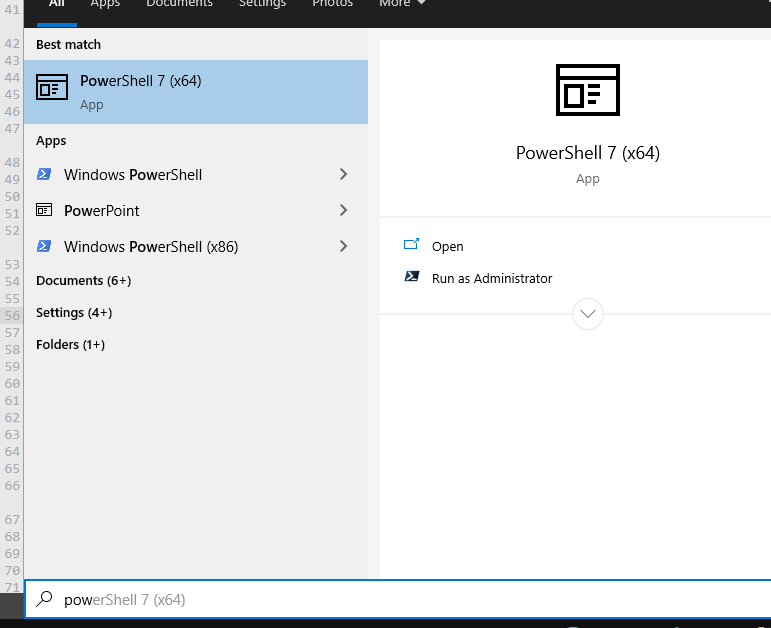 All Apps Documents Settings Photos More
Best match
PowerShell 7 (x64)
App
Apps
Windows PowerShell
PowerPoint
Windows PowerShell (x86)
Documents (6+)
Settings (4+)
Folders (1+)
PowerShell 7 (x64)
App
Open
Run as Administrator
41
42
43
44
45
46
47
48
49
50
51
52
53
54
55
56
57
58
59
60
61
62
63
64
65
66
67
68
69
70
71
powerShell 7 (x64)